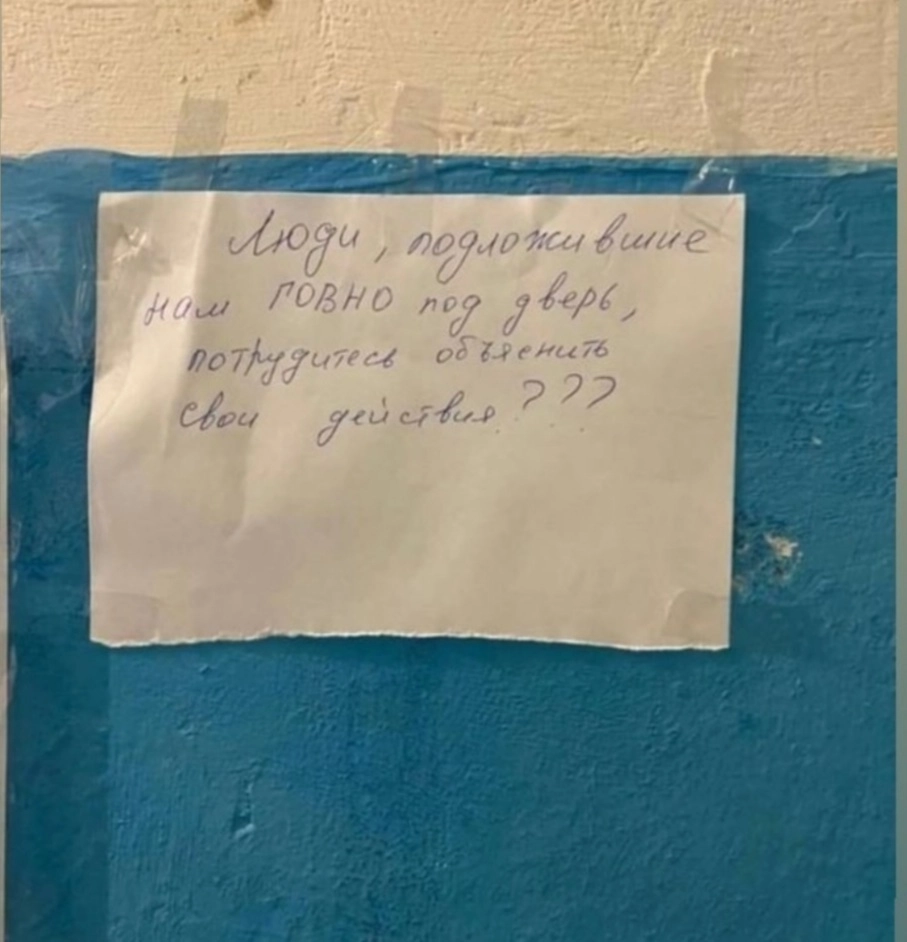 Люди, подложившие
нам ГОВНО под дверь,
потрудитесь объяснить
свои действия???